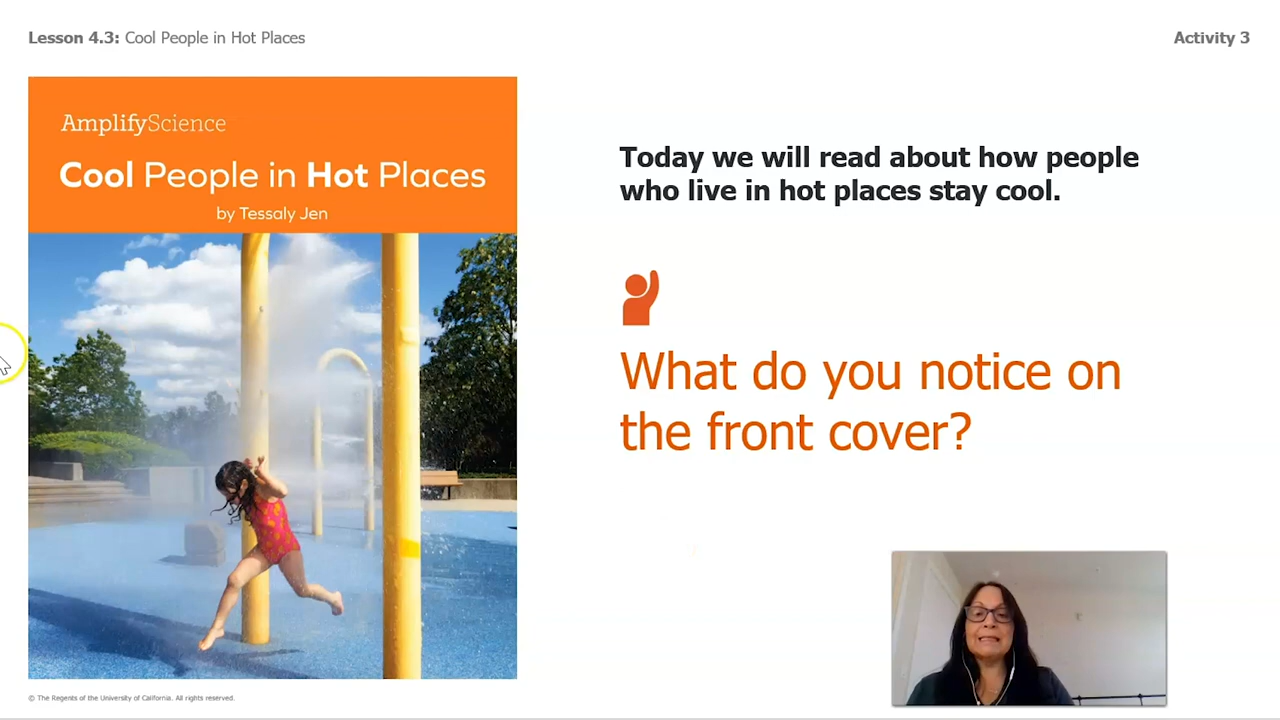 Lesson 4.3: Cool People in Hot Places
Activity 3
AmplifyScience
Cool People in Hot Places
by Tessaly Jen
Today we will read about how people
who live in hot places stay cool.
What do you notice on
the front cover?
© The Regents of the University of California. All rights reserved.